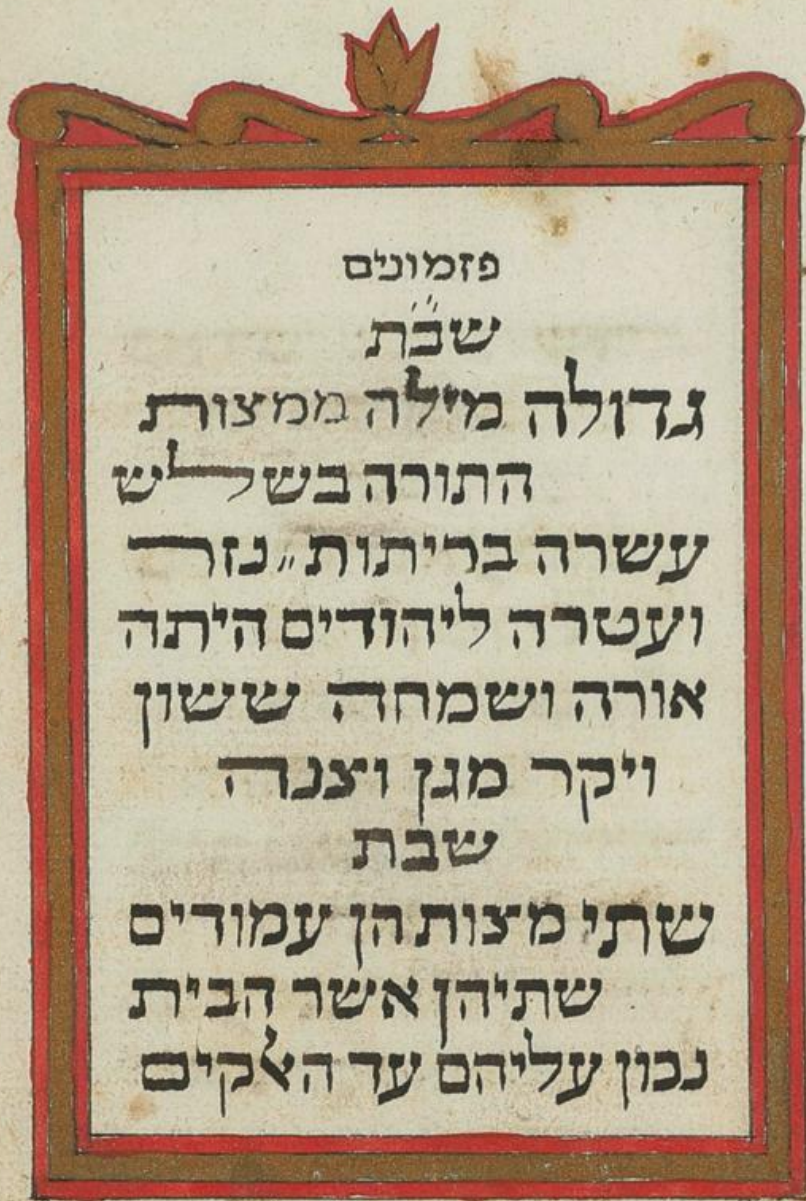 פזמונים
שבת
גדולה מילה ממצות
התורה בשלש
עשרה בריתות״ נזר
ועטרה ליהודים היתה
אורה ושמחה ששון
ויקר מגן וצנה
שבת
שתי מצות הן עמודים
שתיהן אשר הבית
נכון עליהם עד האלקים